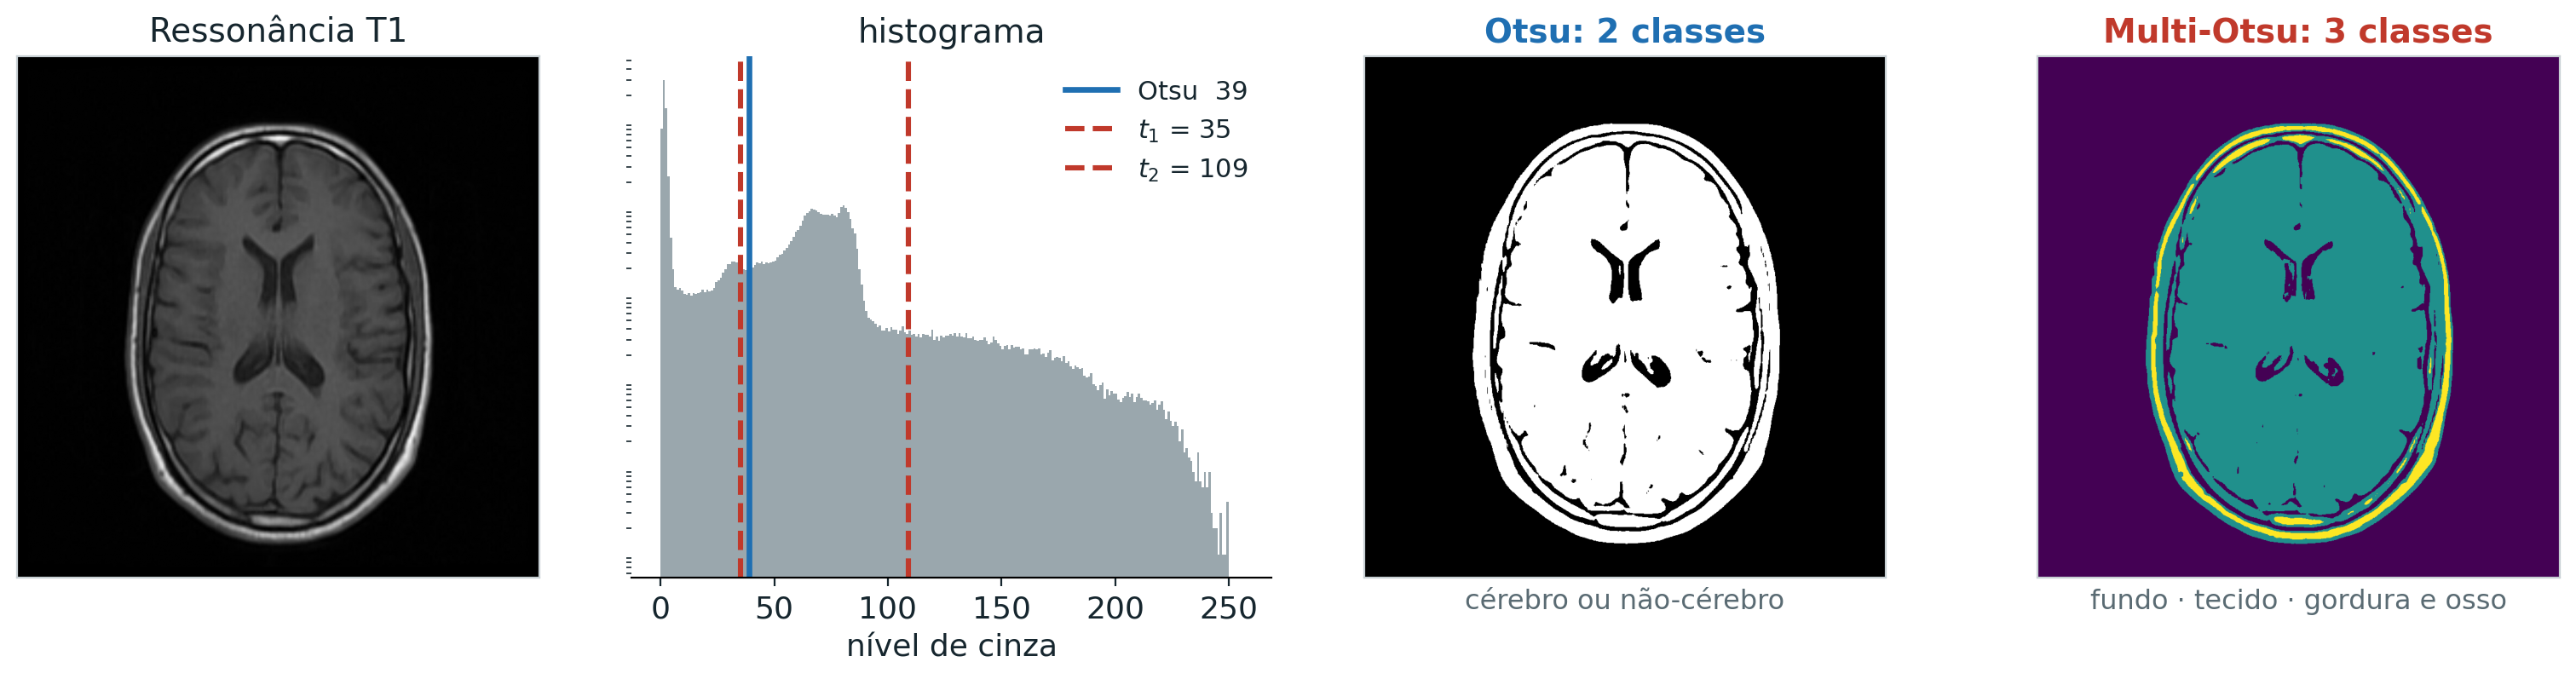 Ressonância T1
histograma
Otsu 39
t1 = 35
t2 = 109
0 50 100 150 200 250
nível de cinza
Otsu: 2 classes
cérebro ou não-cérebro
Multi-Otsu: 3 classes
fundo · tecido · gordura e osso